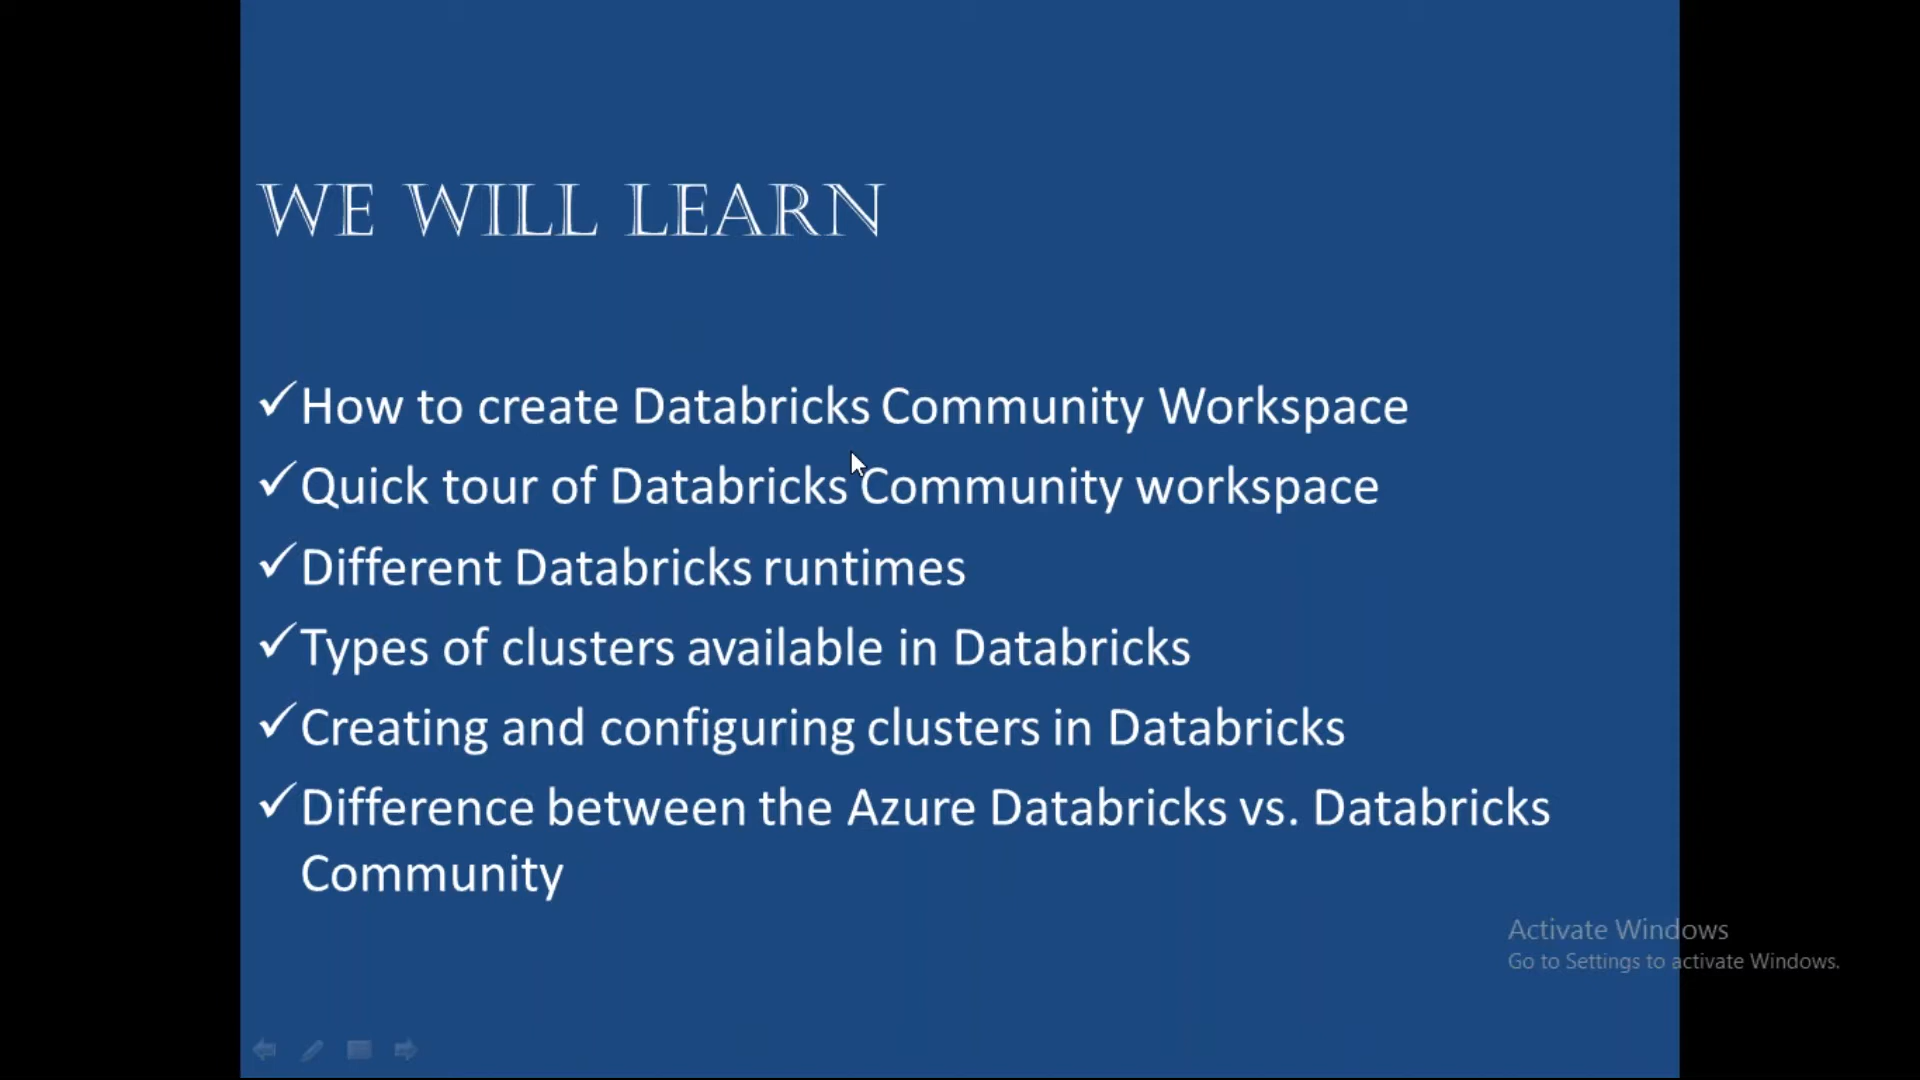 WE WILL LEARN
✓How to create Databricks Community Workspace
✓Quick tour of Databricks Community workspace
✓Different Databricks runtimes
✓Types of clusters available in Databricks
✓Creating and configuring clusters in Databricks
✓Difference between the Azure Databricks vs. Databricks
Community
Activate Windows
Go to Settings to activate Windows.